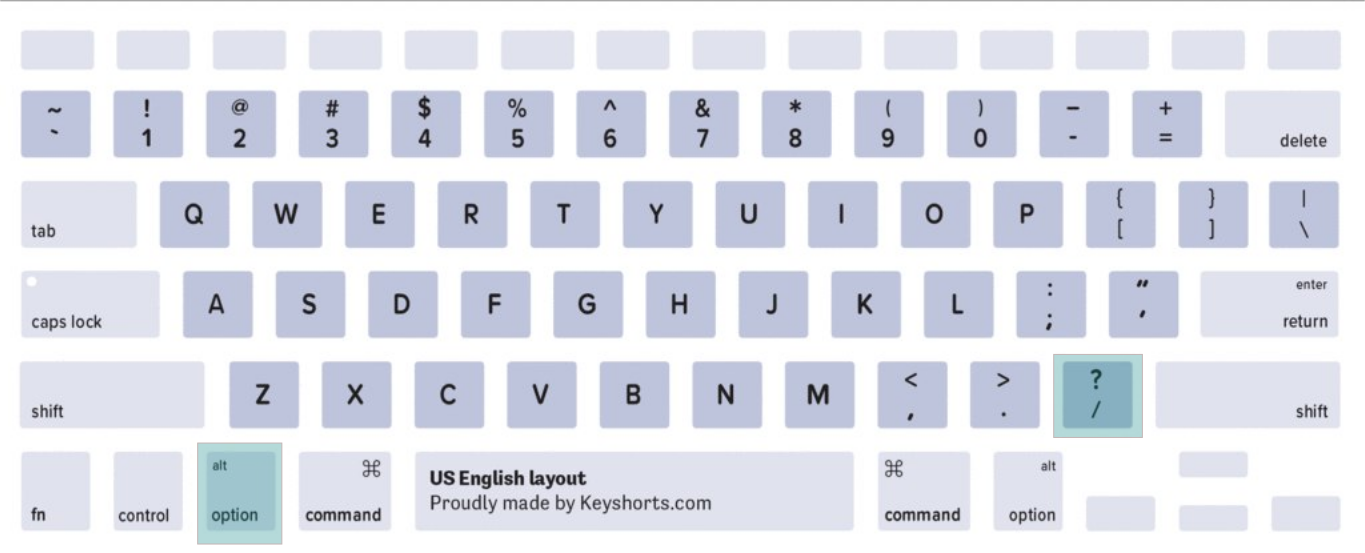 ~ ! @ # $ % ^ & * ( ) – +
` 1 2 3 4 5 6 7 8 9 0 - = delete
Q W E R T Y U I O P { } |
tab [ ] \
A S D F G H J K L : " enter
caps lock ; ' return
Z X C V B N M < > ?
shift , . / shift
alt ⌘ US English layout ⌘ alt
fn control option command Proudly made by Keyshorts.com command option